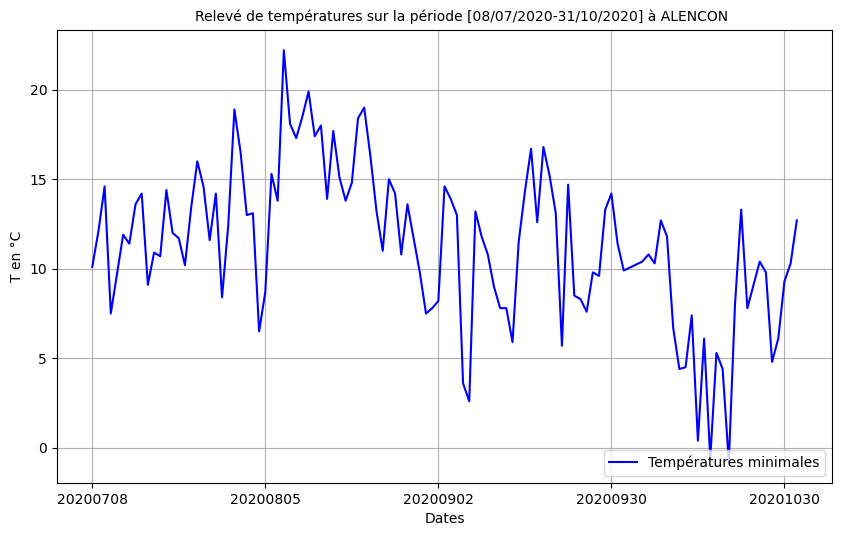 Relevé de températures sur la période [08/07/2020-31/10/2020] à ALENCON
T en °C
20
15
10
5
0
Températures minimales
20200708 20200805 20200902 20200930 20201030
Dates